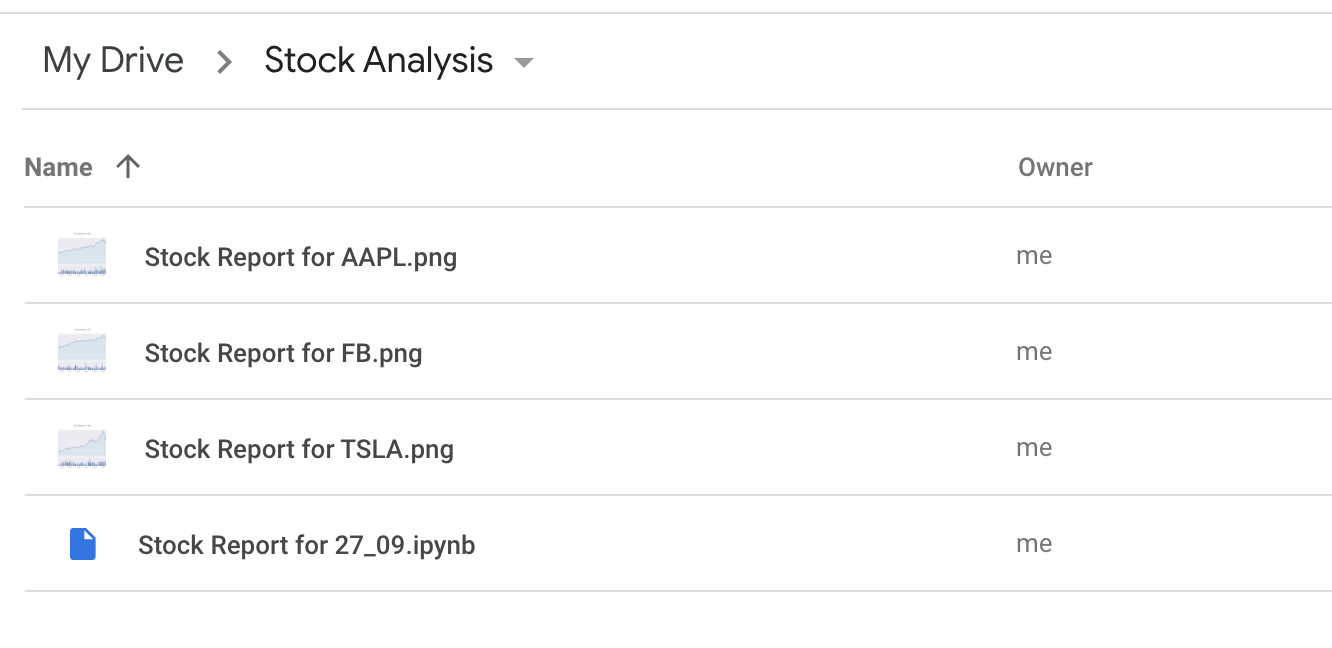 My Drive > Stock Analysis
Name Owner
Stock Report for AAPL.png me
Stock Report for FB.png me
Stock Report for TSLA.png me
Stock Report for 27_09.ipynb me